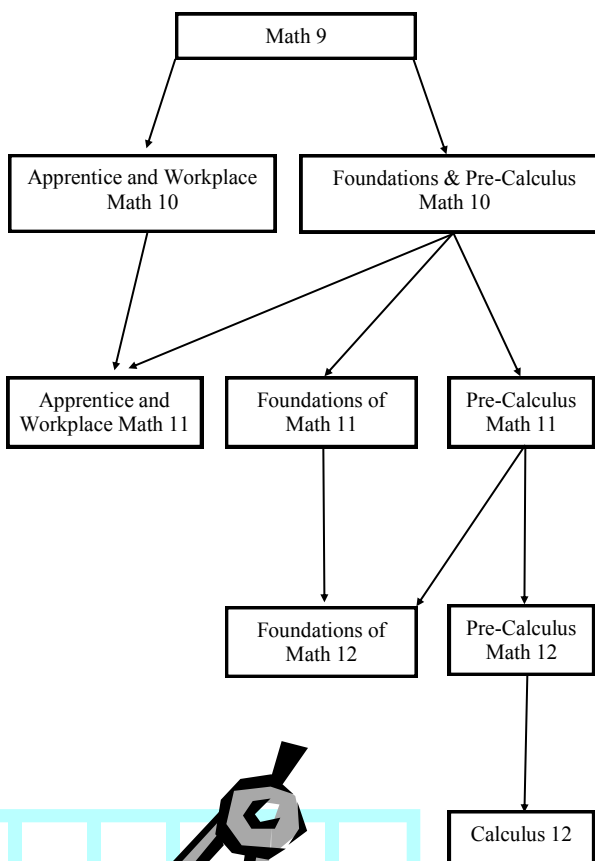 Math 9
Apprentice and Workplace
Math 10
Foundations & Pre-Calculus
Math 10
Apprentice and
Workplace Math 11
Foundations of
Math 11
Pre-Calculus
Math 11
Foundations of
Math 12
Pre-Calculus
Math 12
Calculus 12